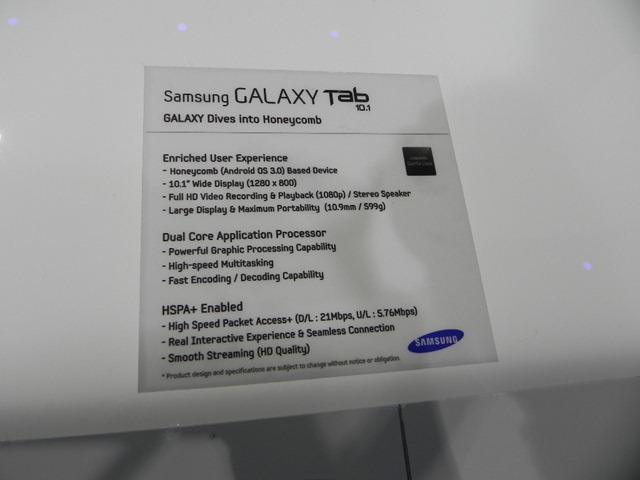 Samsung GALAXY Tab 10.1
GALAXY Dives into Honeycomb
Enriched User Experience
- Honeycomb (Android OS 3.0) Based Device
- 10.1" Wide Display (1280 x 800)
- Full HD Video Recording & Playback (1080p) / Stereo Speaker
- Large Display & Maximum Portability (10.9mm / 599g)
Dual Core Application Processor
- Powerful Graphic Processing Capability
- High-speed Multitasking
- Fast Encoding / Decoding Capability
HSPA+ Enabled
- High Speed Packet Access+ (D/L : 21Mbps, U/L : 5.76Mbps)
- Real Interactive Experience & Seamless Connection
- Smooth Streaming (HD Quality)
SAMSUNG
* Product design and specifications are subject to change without notice or obligation.